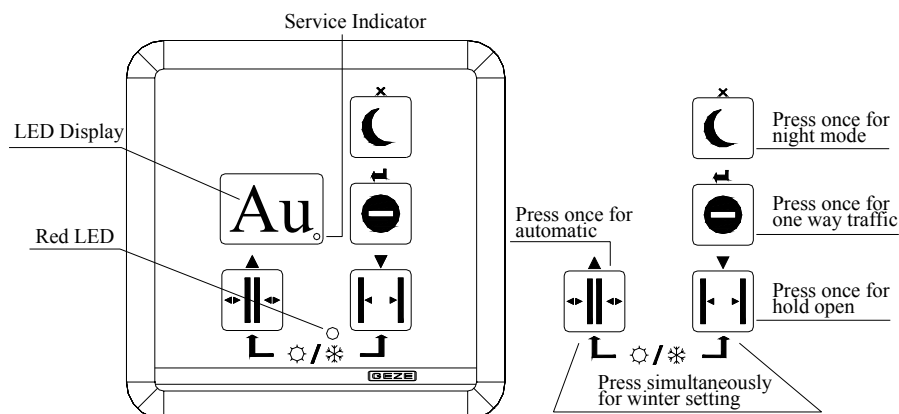 Service Indicator
LED Display
Au
Red LED
GEZE
Press once for
night mode
Press once for
one way traffic
Press once for
automatic
Press once for
hold open
Press simultaneously
for winter setting